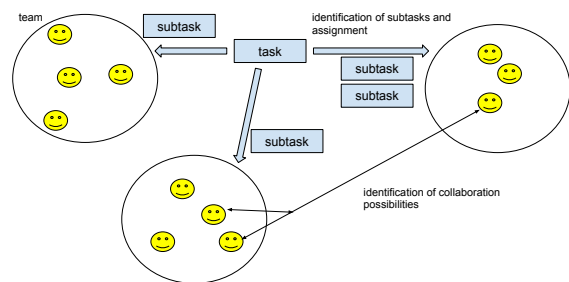 team
subtask
task
identification of subtasks and
assignment
subtask
subtask
subtask
identification of collaboration
possibilities